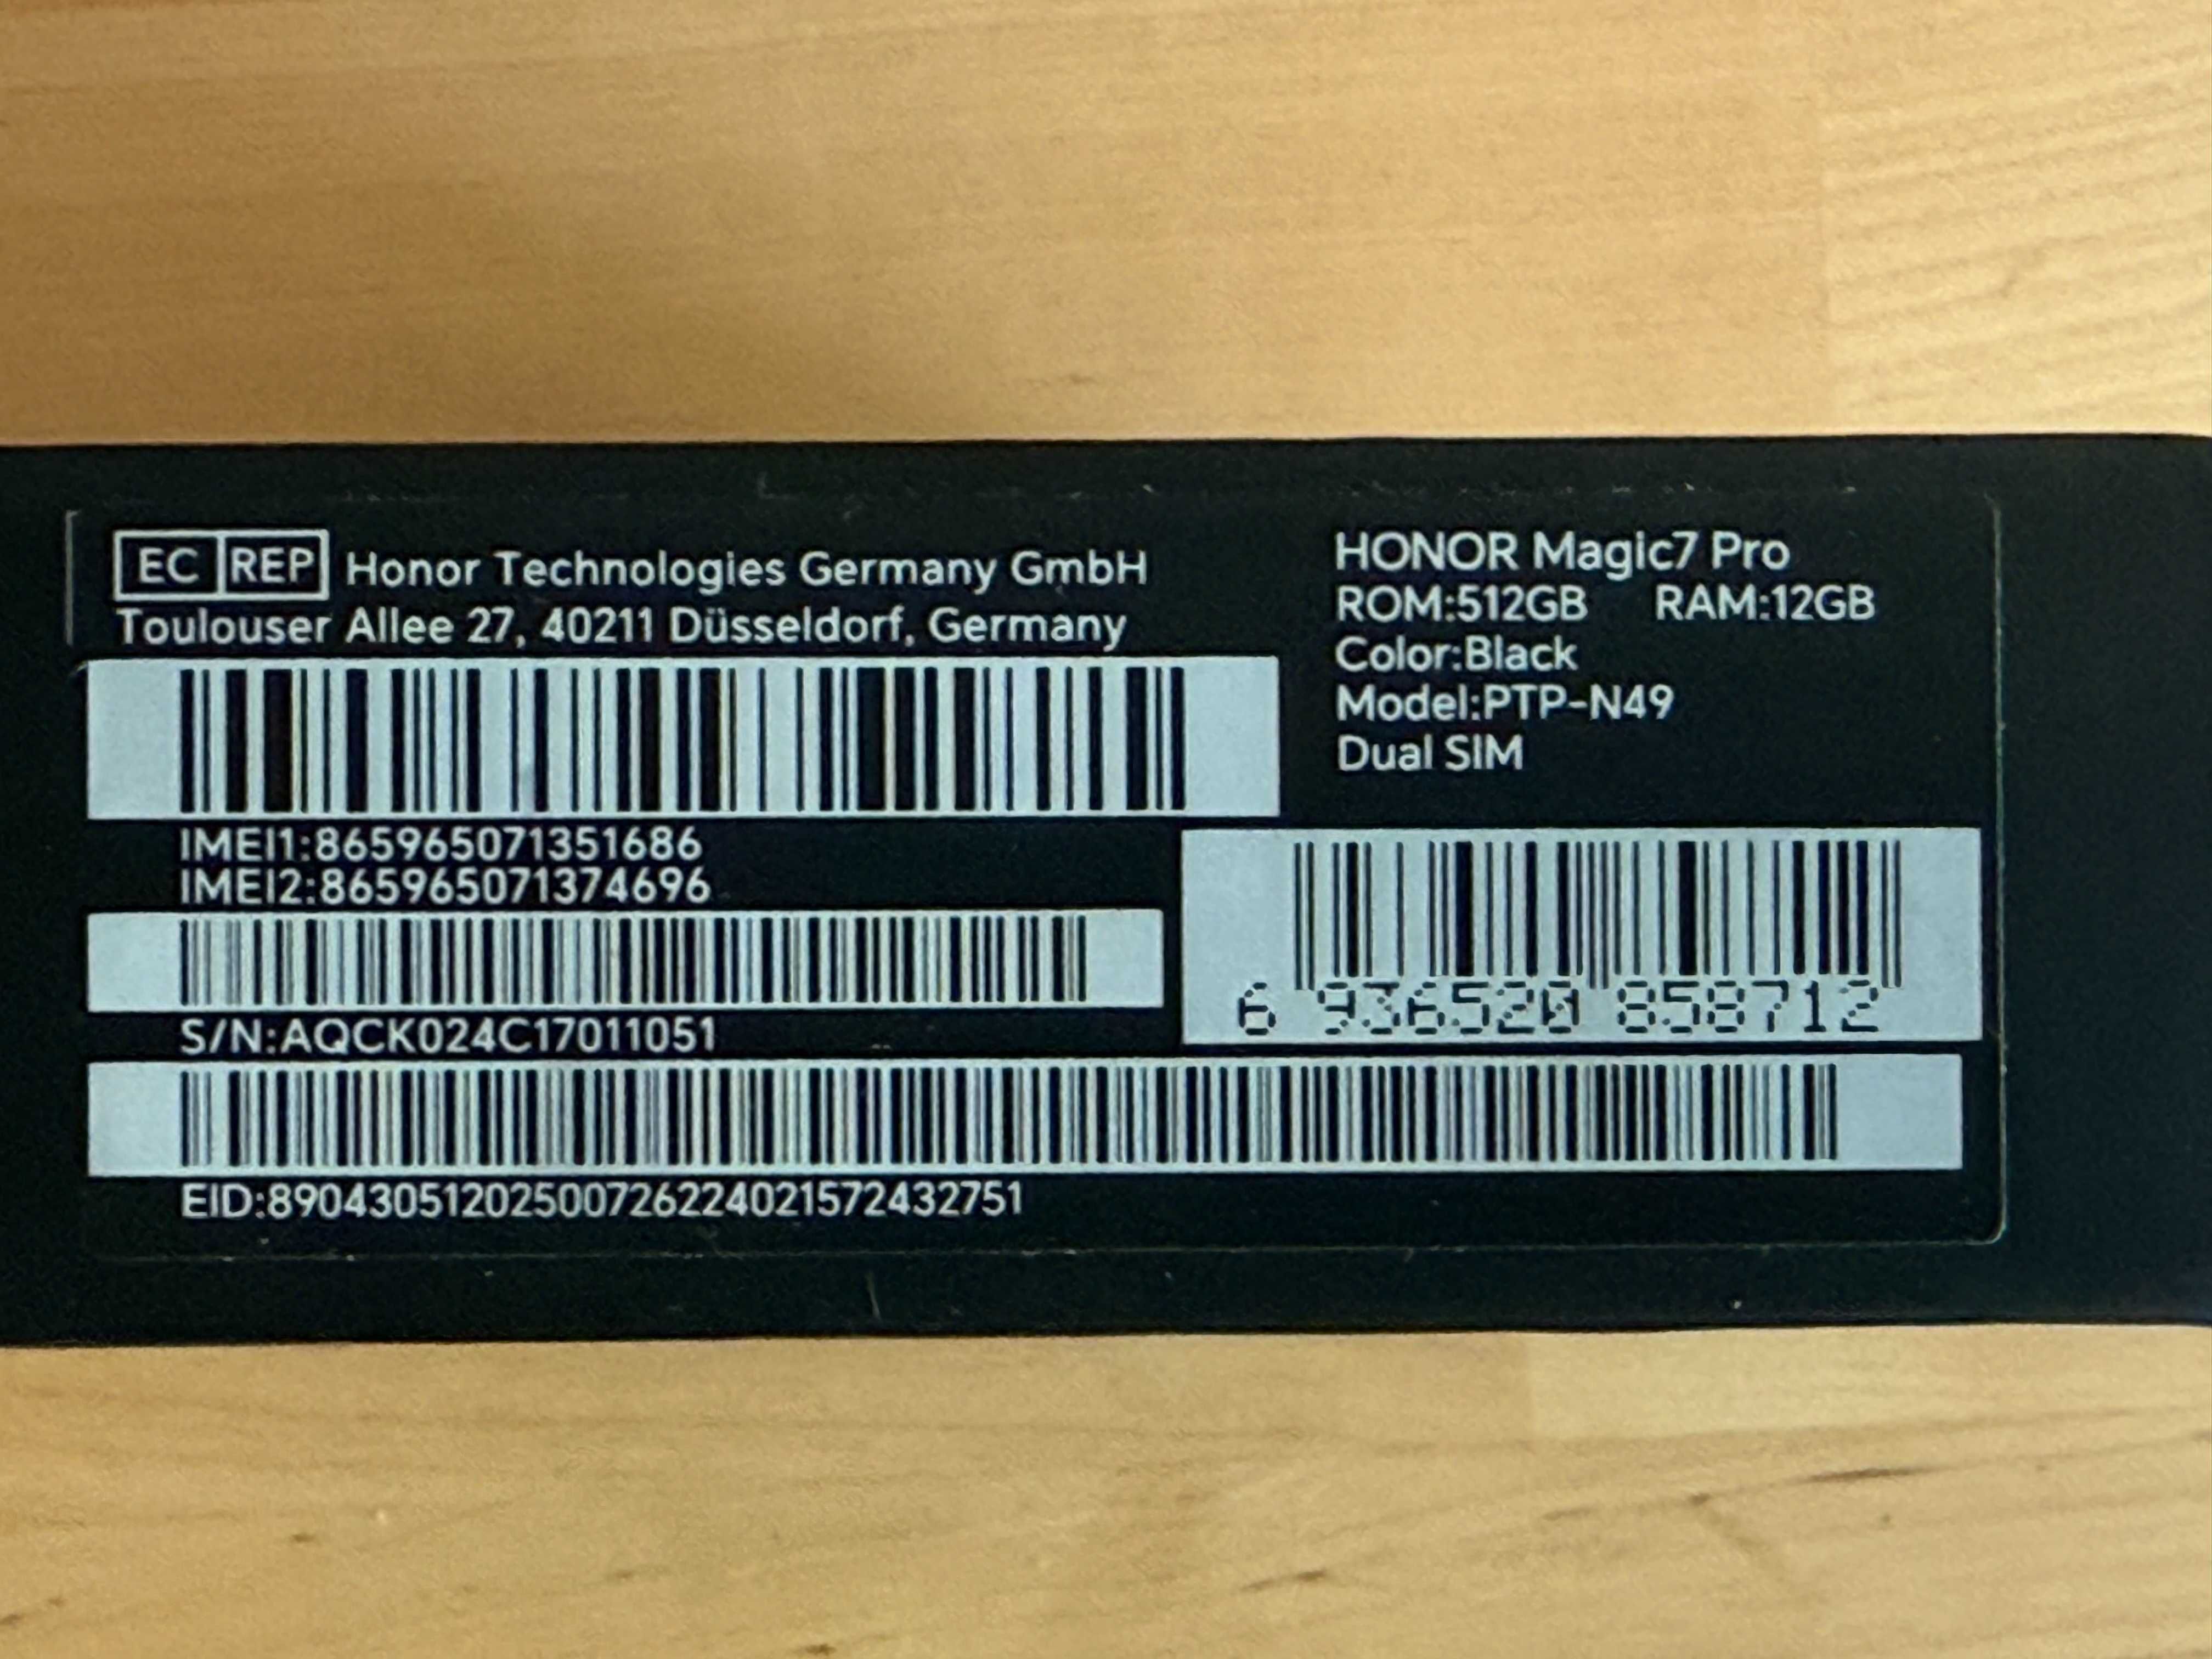 EC REP Honor Technologies Germany GmbH
Toulouser Allee 27, 40211 Düsseldorf, Germany
IMEI1:865965071351686
IMEI2:865965071374696
S/N:AQCK024C17011051
EID:89043051202500726224021572432751
HONOR Magic7 Pro
ROM:512GB RAM:12GB
Color:Black
Model:PTP-N49
Dual SIM
6 936520 858712